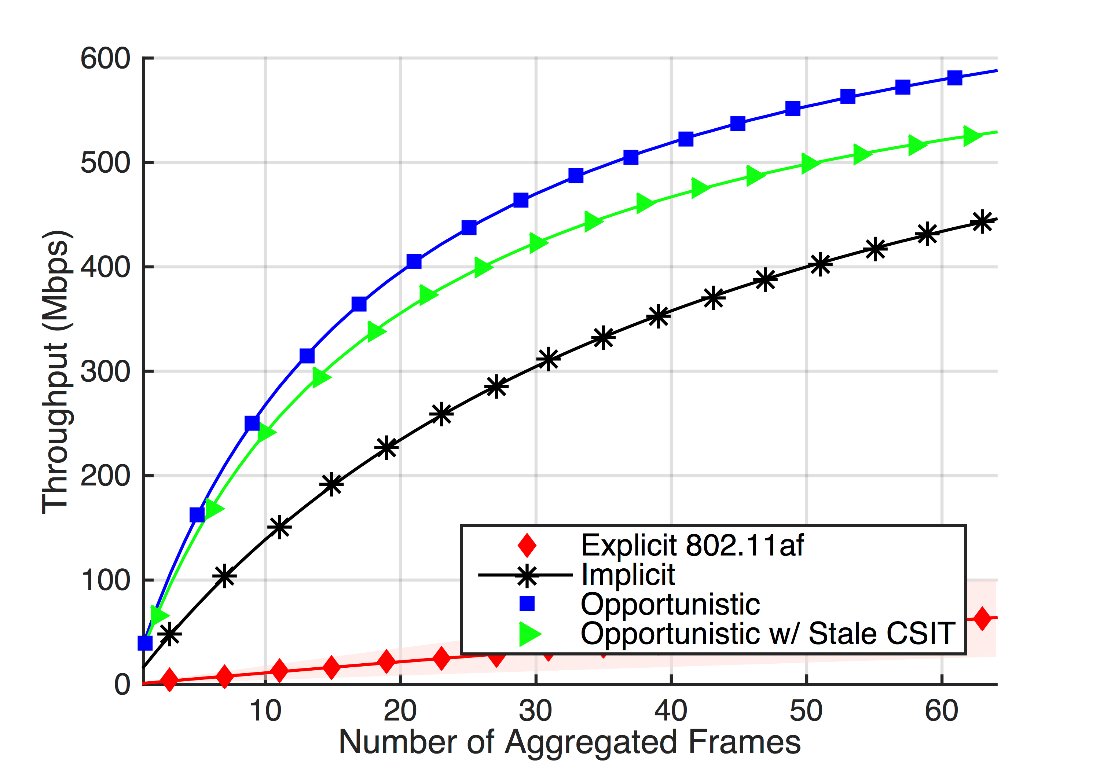 600
500
400
300
200
100
0
Throughput (Mbps)
Explicit 802.11af
Implicit
Opportunistic
Opportunistic w/ Stale CSIT
10 20 30 40 50 60
Number of Aggregated Frames